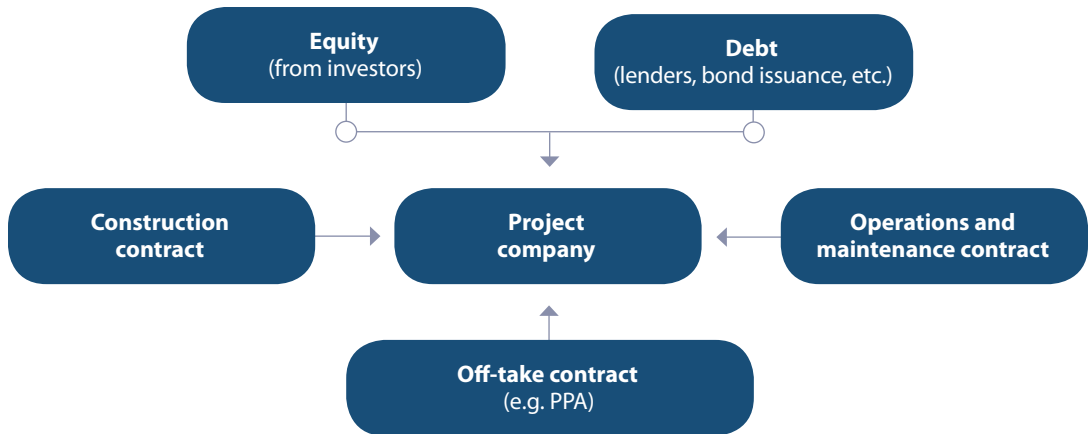 Equity
(from investors)
Debt
(lenders, bond issuance, etc.)
Construction
contract
Project
company
Operations and
maintenance contract
Off-take contract
(e.g. PPA)